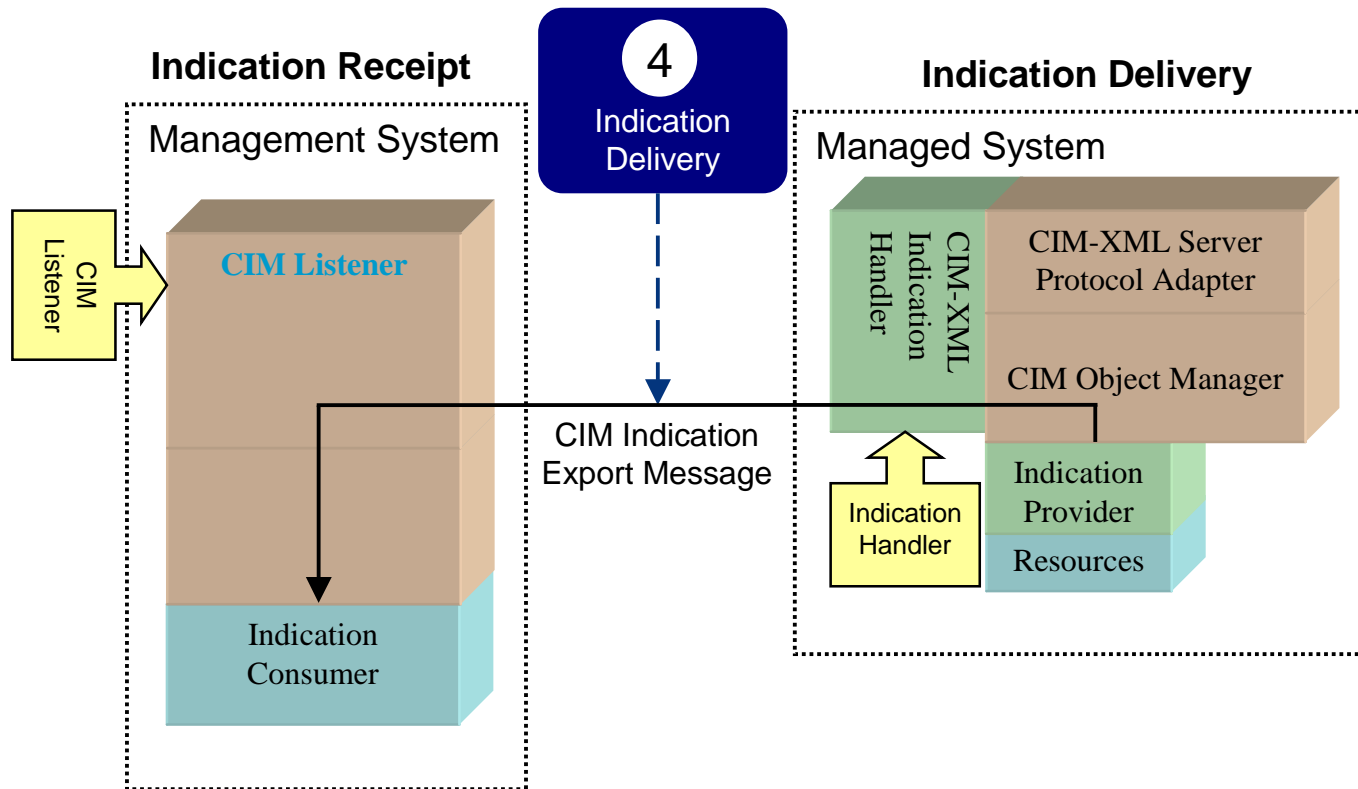 4
Indication
Delivery
Indication Receipt
Management System
CIM
Listener
CIM Listener
Indication
Consumer
CIM Indication
Export Message
Indication Delivery
Managed System
CIM-XML
Indication
Handler
CIM-XML Server
Protocol Adapter
CIM Object Manager
Indication
Handler
Indication
Provider
Resources